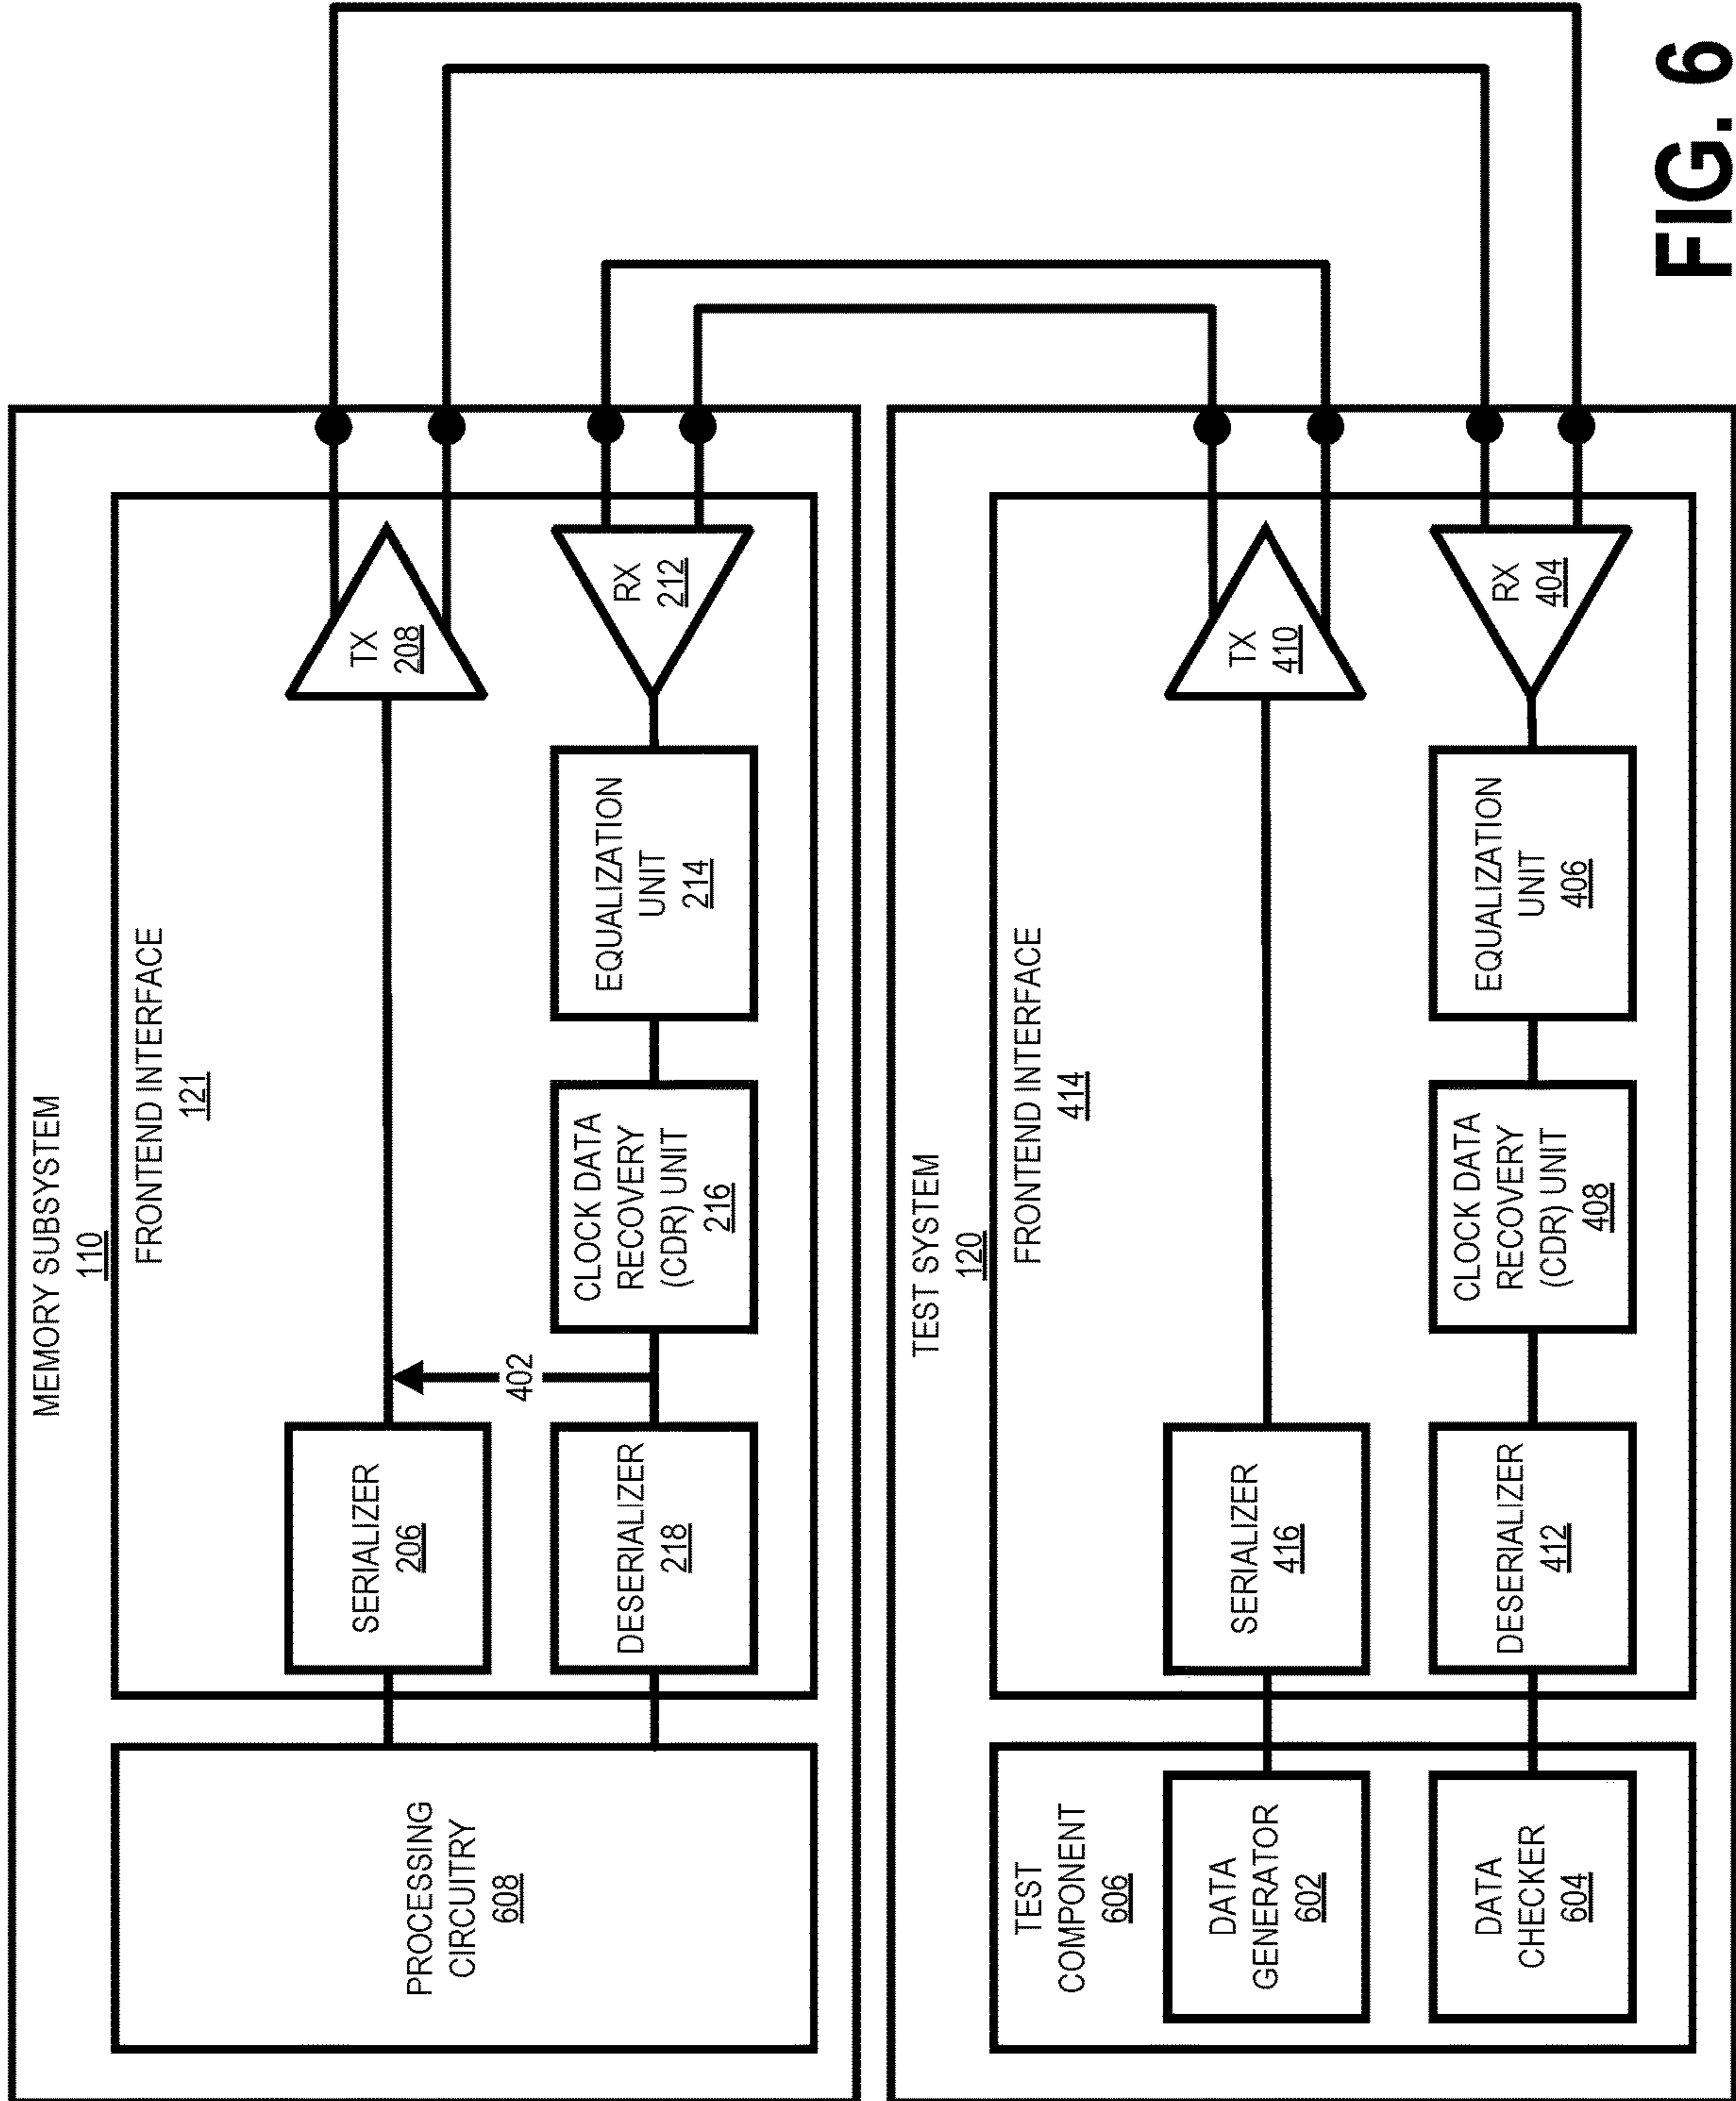 MEMORY SUBSYSTEM
110
PROCESSING
CIRCUITRY
608
FRONTEND INTERFACE
121
SERIALIZER
206
TX
208
402
DESERIALIZER
218
CLOCK DATA
RECOVERY
(CDR) UNIT
216
EQUALIZATION
UNIT
214
RX
212
TEST SYSTEM
120
TEST
COMPONENT
606
DATA
GENERATOR
602
DATA
CHECKER
604
FRONTEND INTERFACE
414
SERIALIZER
416
TX
410
DESERIALIZER
412
CLOCK DATA
RECOVERY
(CDR) UNIT
408
EQUALIZATION
UNIT
406
RX
404
FIG. 6